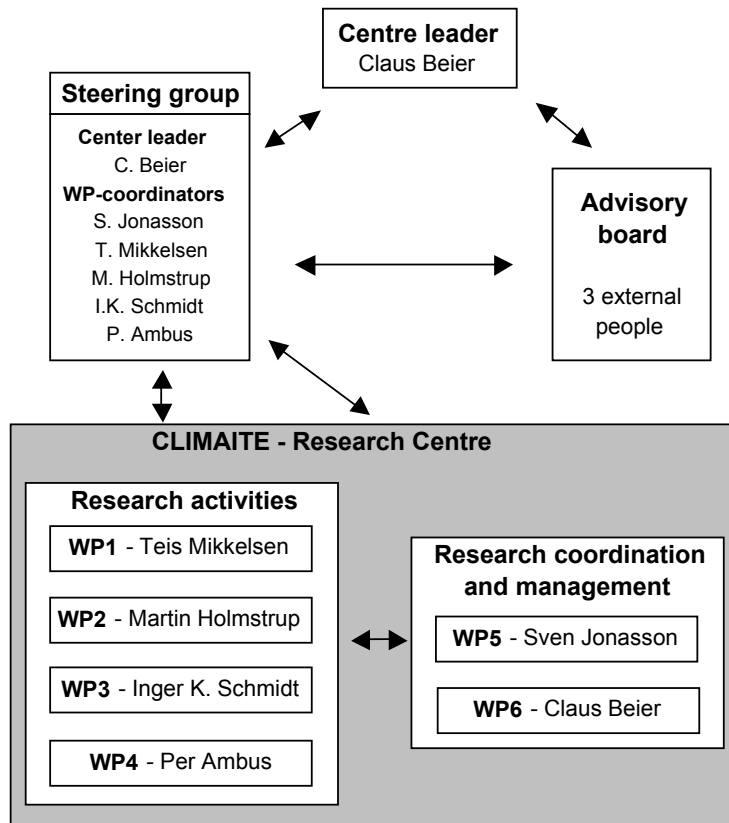 Centre leader
Claus Beier
Steering group
Center leader
C. Beier
WP-coordinators
S. Jonasson
T. Mikkelsen
M. Holmstrup
I.K. Schmidt
P. Ambus
Advisory
board
3 external
people
CLIMAITE - Research Centre
Research activities
WP1 - Teis Mikkelsen
WP2 - Martin Holmstrup
WP3 - Inger K. Schmidt
WP4 - Per Ambus
Research coordination
and management
WP5 - Sven Jonasson
WP6 - Claus Beier